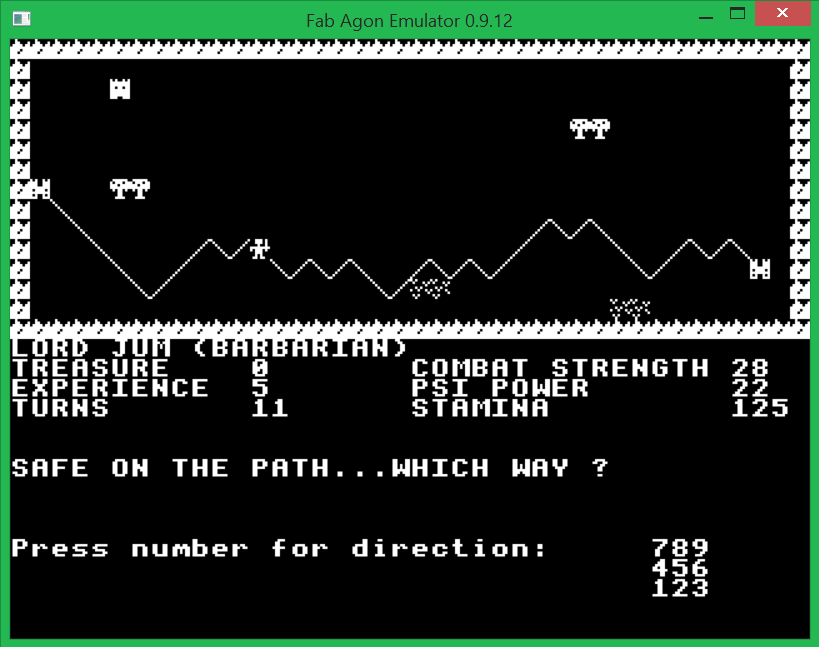 Fab Agon Emulator 0.9.12
LORD JUM (BARBARIAN)
TREASURE 0 COMBAT STRENGTH 28
EXPERIENCE 5 PSI POWER 22
TURNS 11 STAMINA 125
SAFE ON THE PATH...WHICH WAY ?
Press number for direction: 789
456
123